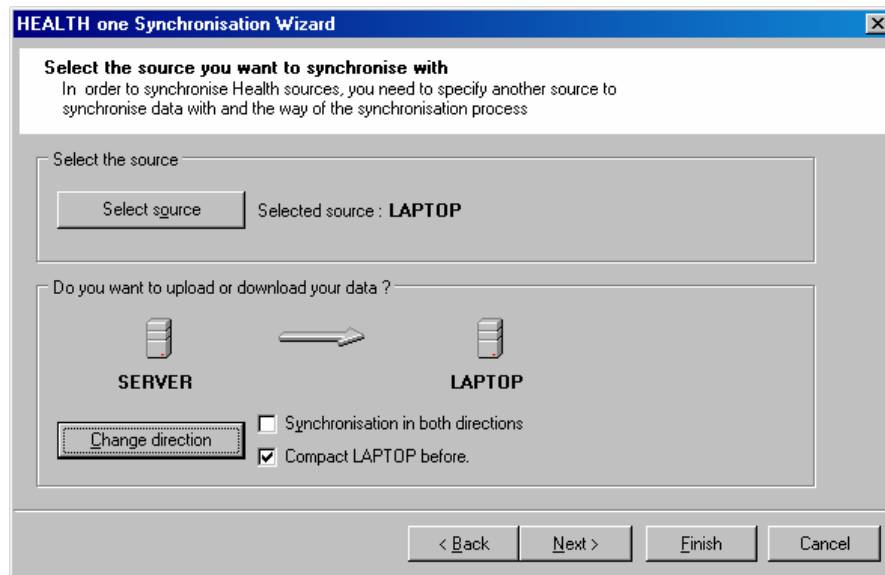 HEALTH one Synchronisation Wizard
Select the source you want to synchronise with
In order to synchronise Health sources, you need to specify another source to
synchronise data with and the way of the synchronisation process
Select the source
Select source
Selected source : LAPTOP
Do you want to upload or download your data ?
SERVER
LAPTOP
Change direction
Synchronisation in both directions
Compact LAPTOP before.
< Back
Next >
Finish
Cancel